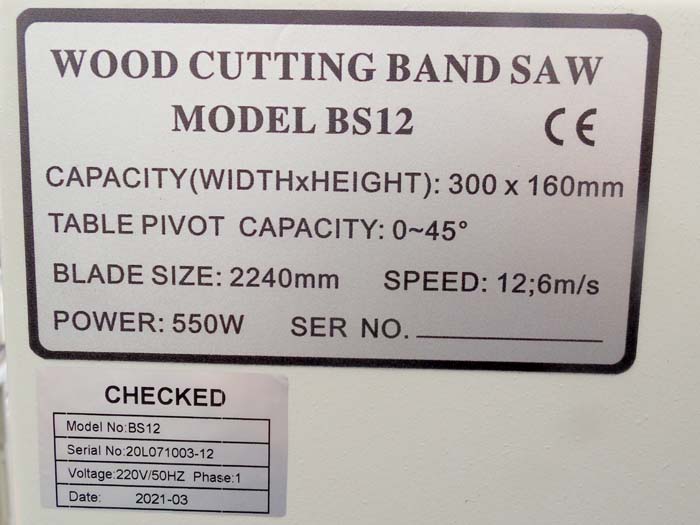 WOOD CUTTING BAND SAW
MODEL BS12 CE
CAPACITY(WIDTHxHEIGHT): 300 x 160mm
TABLE PIVOT CAPACITY: 0~45°
BLADE SIZE: 2240mm SPEED: 12;6m/s
POWER: 550W SER NO.
CHECKED
Model No:BS12
Serial No:20L071003-12
Voltage:220V/50HZ Phase:1
Date: 2021-03